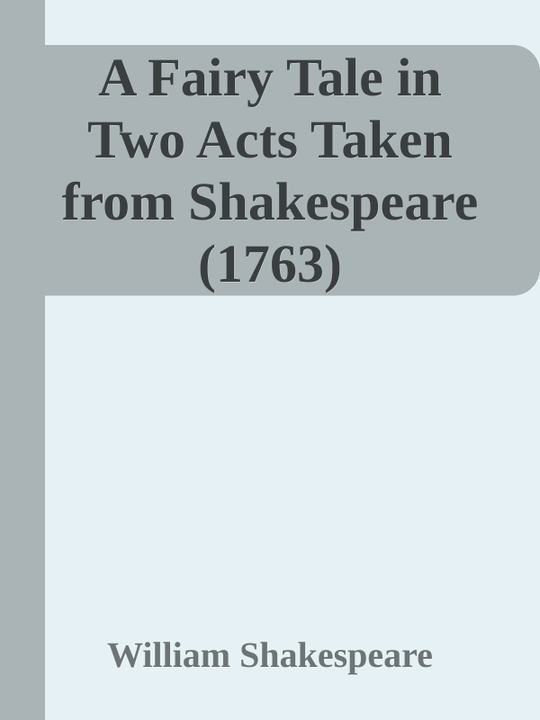 A Fairy Tale in
Two Acts Taken
from Shakespeare
(1763)
William Shakespeare